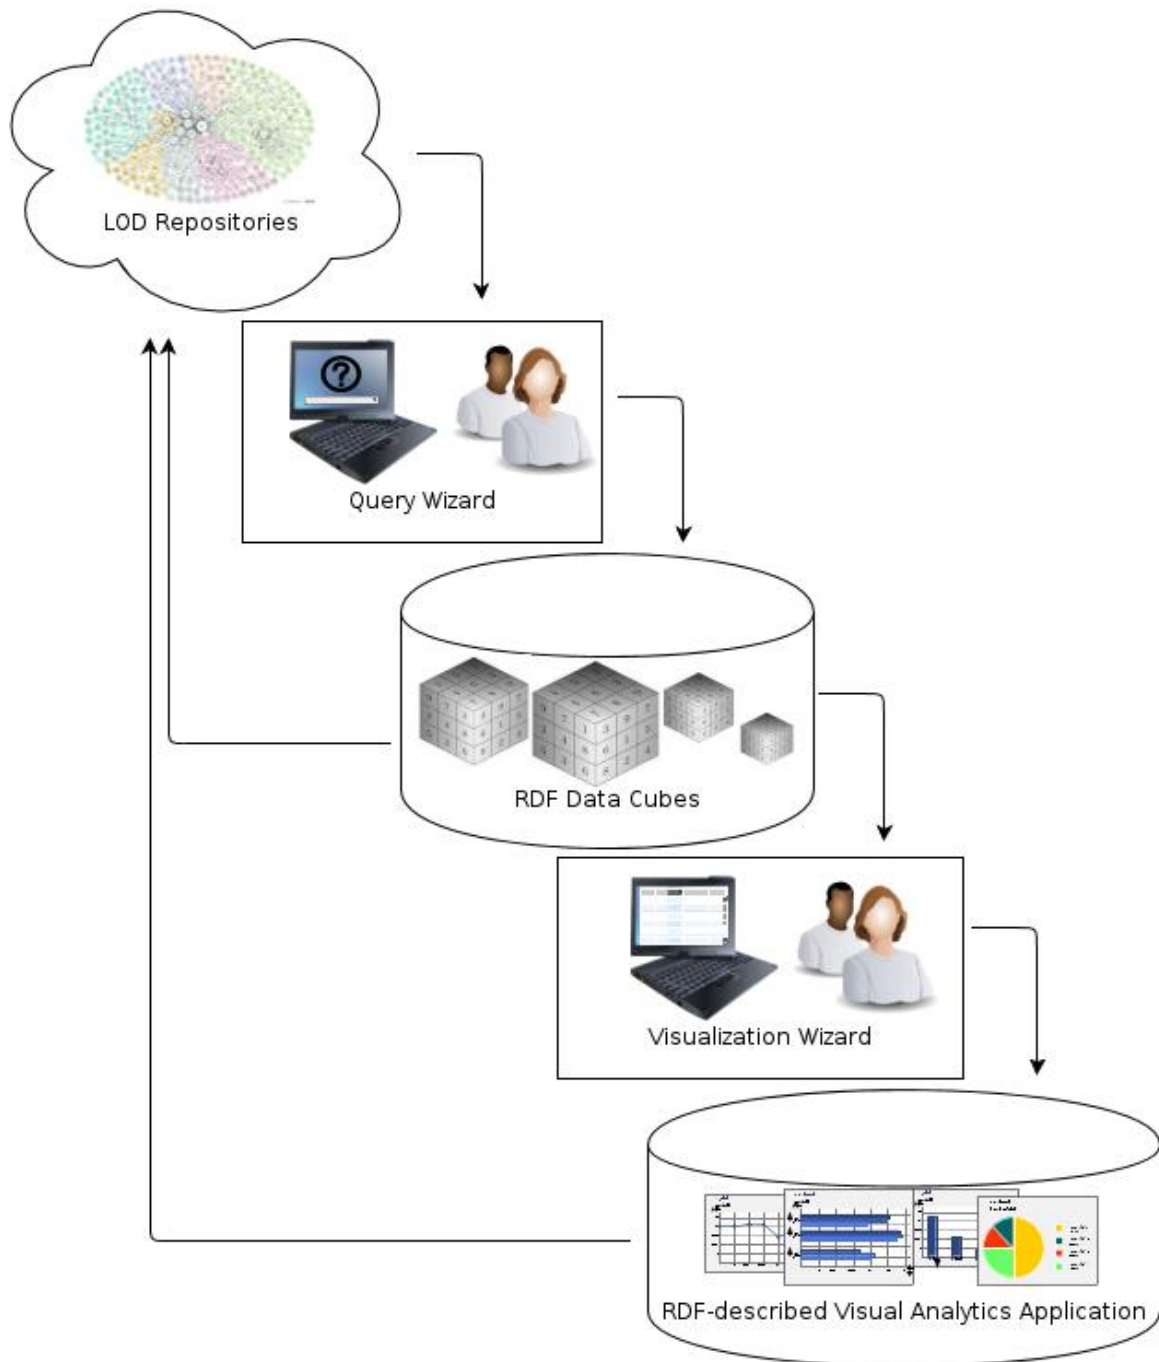 LOD Repositories
Query Wizard
RDF Data Cubes
Visualization Wizard
RDF-described Visual Analytics Application